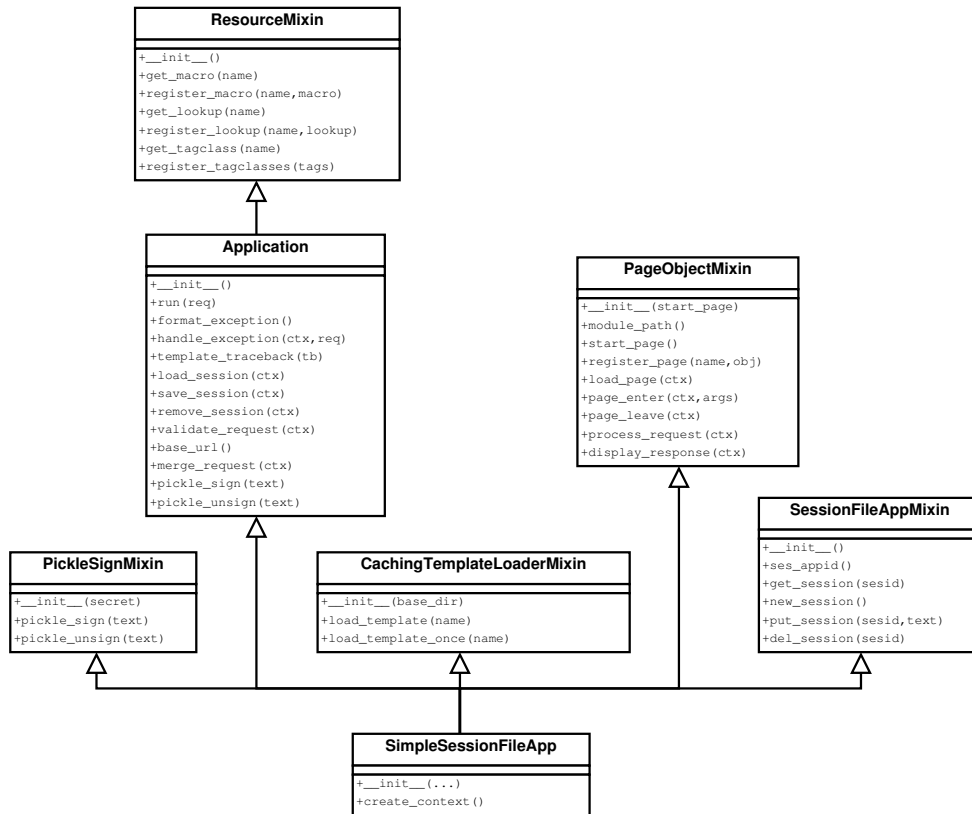 ResourceMixin
+__init__()
+get_macro(name)
+register_macro(name,macro)
+get_lookup(name)
+register_lookup(name,lookup)
+get_tagclass(name)
+register_tagclasses(tags)
Application
+__init__()
+run(req)
+format_exception()
+handle_exception(ctx,req)
+template_traceback(tb)
+load_session(ctx)
+save_session(ctx)
+remove_session(ctx)
+validate_request(ctx)
+base_url()
+merge_request(ctx)
+pickle_sign(text)
+pickle_unsign(text)
PageObjectMixin
+__init__(start_page)
+module_path()
+start_page()
+register_page(name,obj)
+load_page(ctx)
+page_enter(ctx,args)
+page_leave(ctx)
+process_request(ctx)
+display_response(ctx)
PickleSignMixin
+__init__(secret)
+pickle_sign(text)
+pickle_unsign(text)
CachingTemplateLoaderMixin
+__init__(base_dir)
+load_template(name)
+load_template_once(name)
SessionFileAppMixin
+__init__()
+ses_appid()
+get_session(sesid)
+new_session()
+put_session(sesid,text)
+del_session(sesid)
SimpleSessionFileApp
+__init__(...)
+create_context()